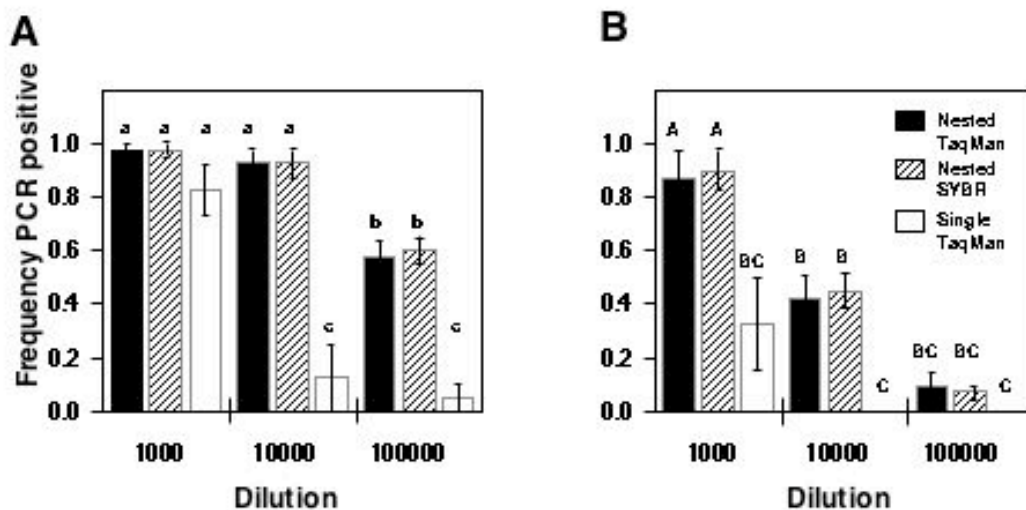 A
B
Frequency PCR positive
1.0
0.8
0.6
0.4
0.2
0.0
a a a a a
b b
c c
1000 10000 100000
Dilution
1.0
0.8
0.6
0.4
0.2
0.0
A A
BC B B
C BC BC C
Nested
TaqMan
Nested
SYBR
Single
TaqMan
1000 10000 100000
Dilution